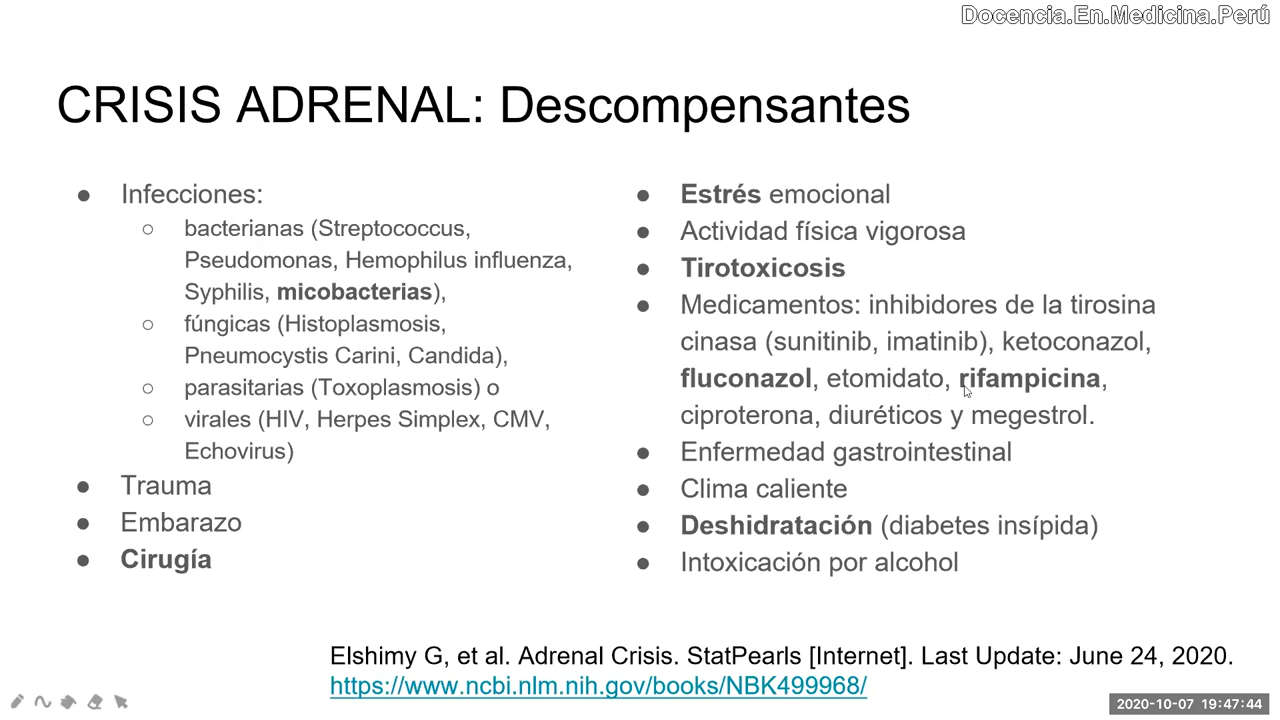 Docencia.En.Medicina.Perú
CRISIS ADRENAL: Descompensantes
● Infecciones:
○ bacterianas (Streptococcus,
Pseudomonas, Hemophilus influenza,
Syphilis, micobacterias),
○ fúngicas (Histoplasmosis,
Pneumocystis Carini, Candida),
○ parasitarias (Toxoplasmosis) o
○ virales (HIV, Herpes Simplex, CMV,
Echovirus)
● Trauma
● Embarazo
● Cirugía
● Estrés emocional
● Actividad física vigorosa
● Tirotoxicosis
● Medicamentos: inhibidores de la tirosina
cinasa (sunitinib, imatinib), ketoconazol,
fluconazol, etomidato, rifampicina,
ciproterona, diuréticos y megestrol.
● Enfermedad gastrointestinal
● Clima caliente
● Deshidratación (diabetes insípida)
● Intoxicación por alcohol
Elshimy G, et al. Adrenal Crisis. StatPearls [Internet]. Last Update: June 24, 2020.
https://www.ncbi.nlm.nih.gov/books/NBK499968/
2020-10-07 19:47:44